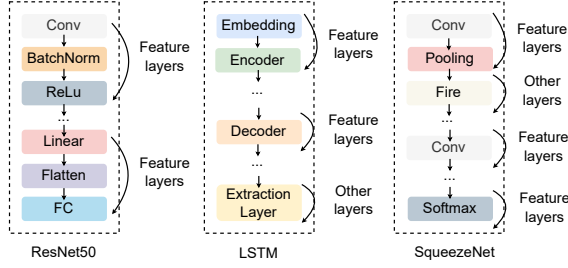 Conv
BatchNorm
ReLu
...
Linear
Flatten
FC
Feature
layers
Feature
layers
ResNet50
Embedding
Encoder
...
Decoder
...
Extraction
Layer
Feature
layers
Feature
layers
Other
layers
LSTM
Conv
Pooling
Fire
...
Conv
...
Softmax
Feature
layers
Other
layers
Feature
layers
Feature
layers
SqueezeNet